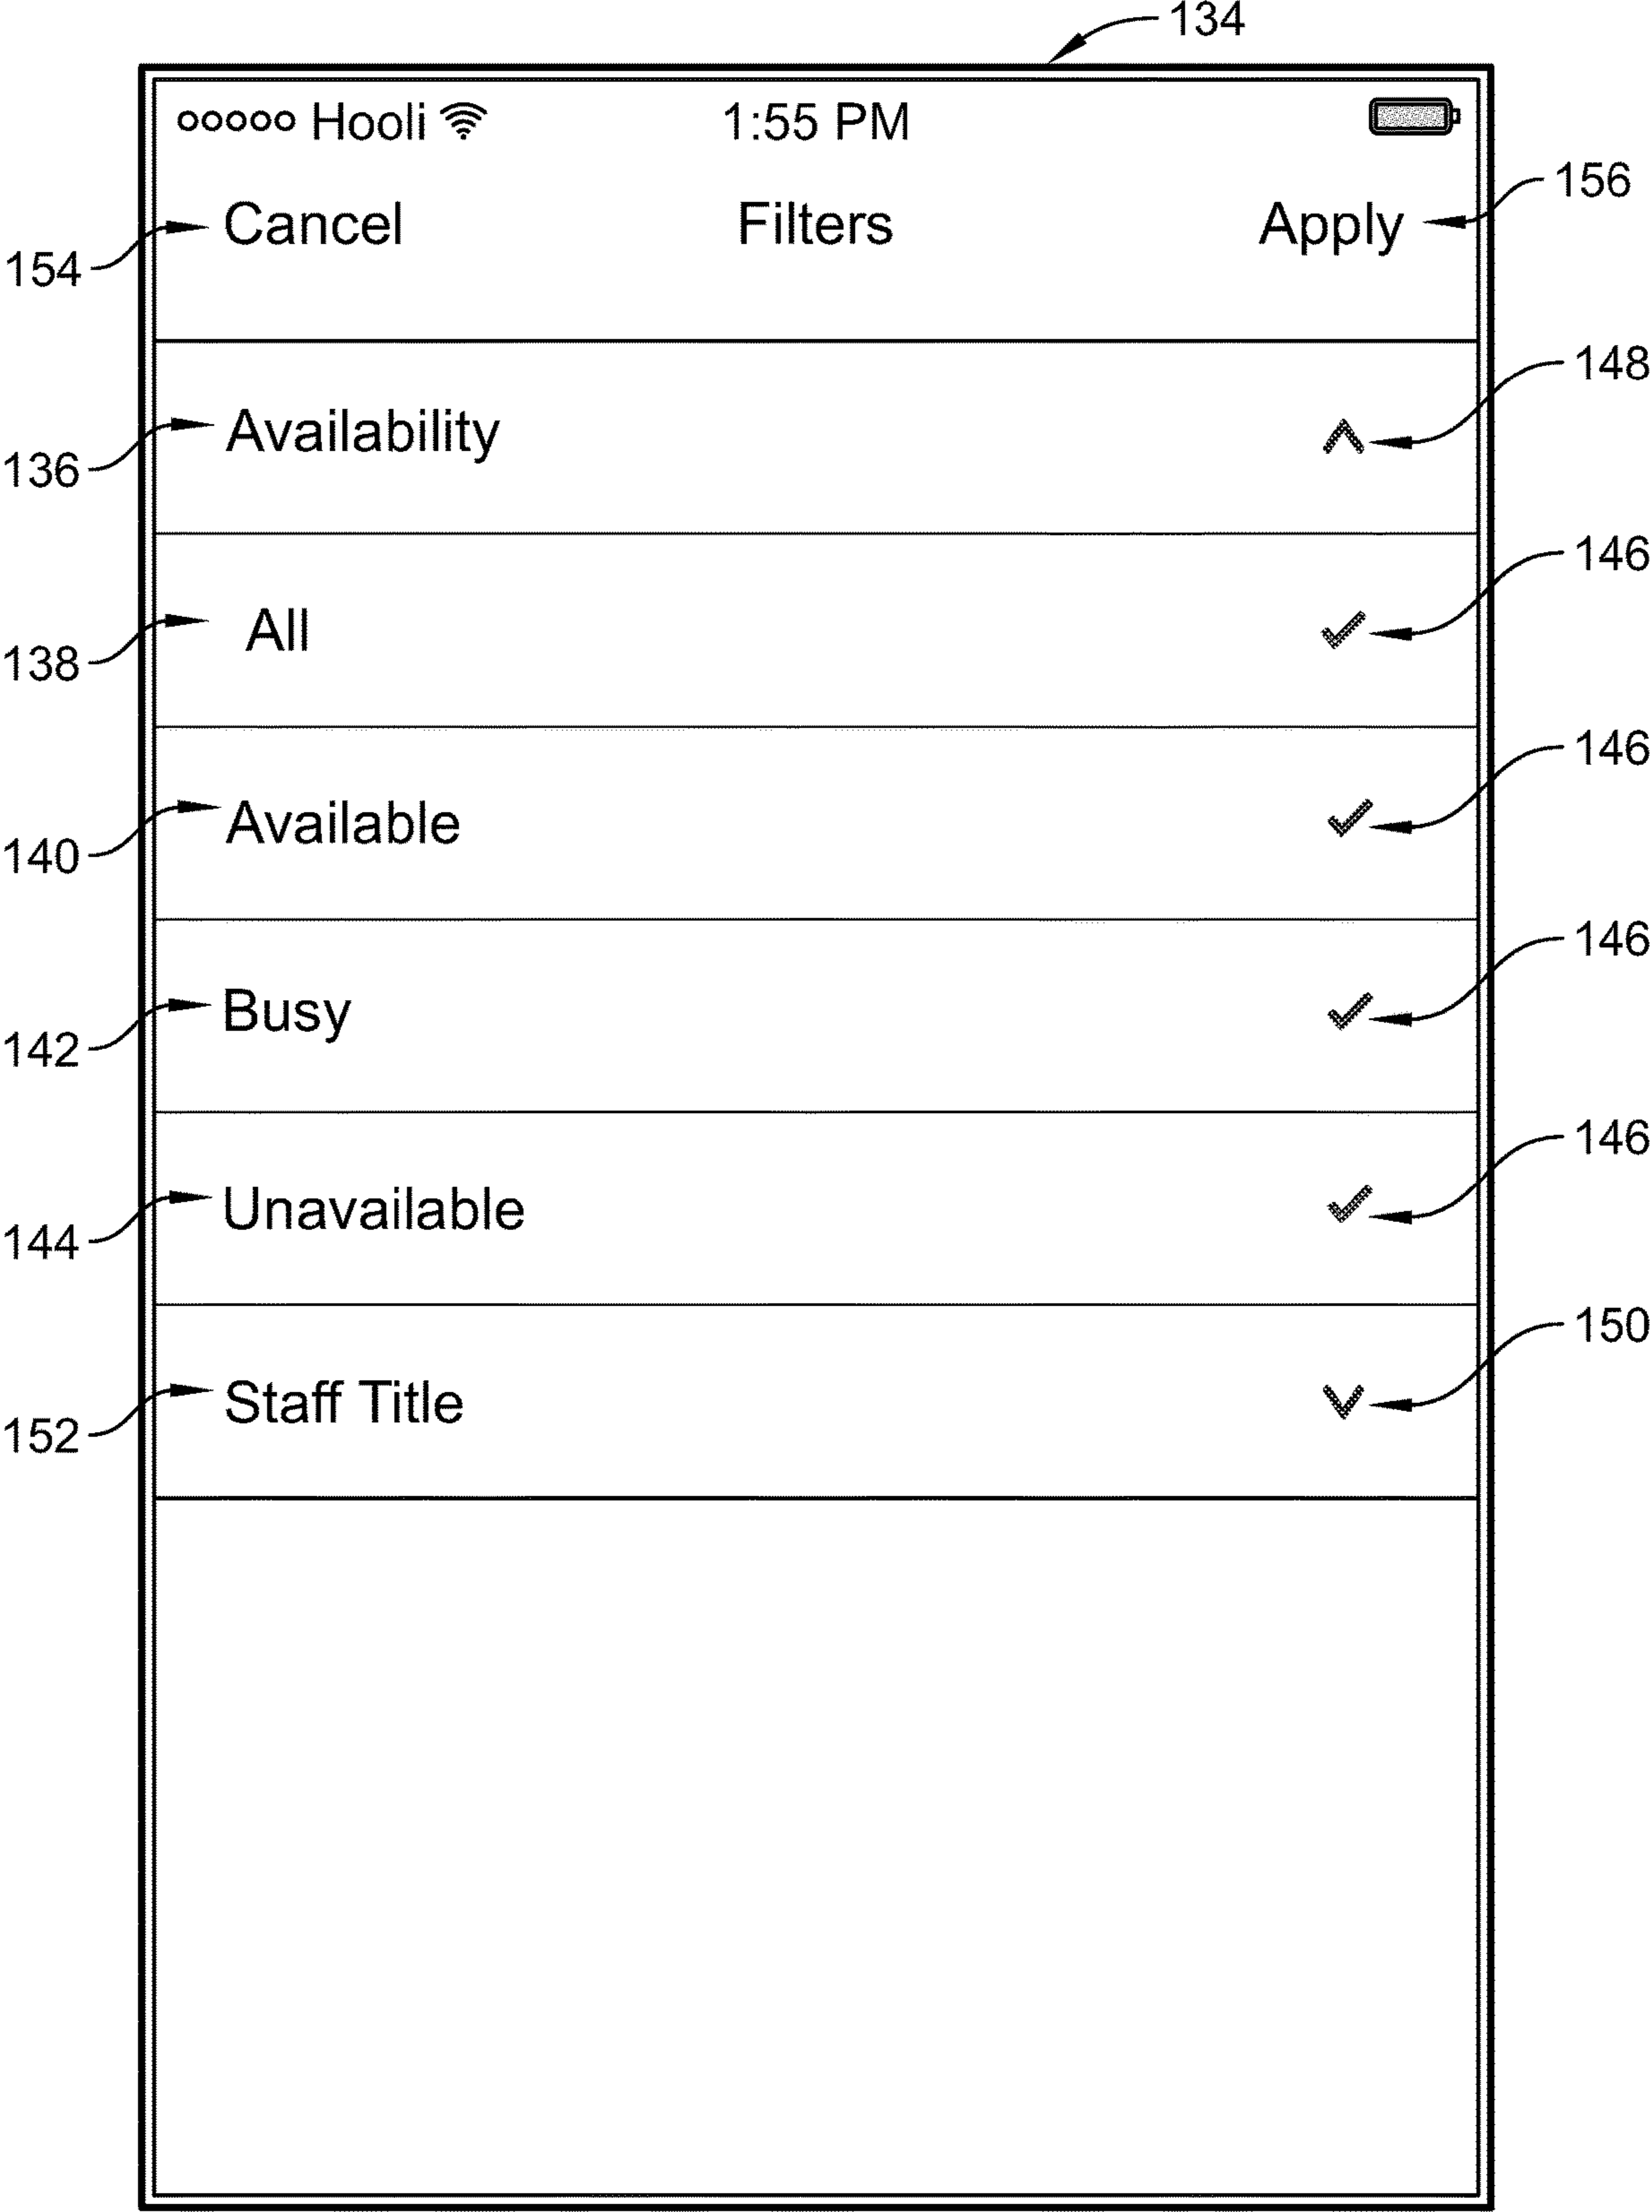 134
Hooli 1:55 PM
156
Cancel Filters Apply
154
148
Availability
136
146
All
138
146
Available
140
146
Busy
142
146
Unavailable
144
150
Staff Title
152